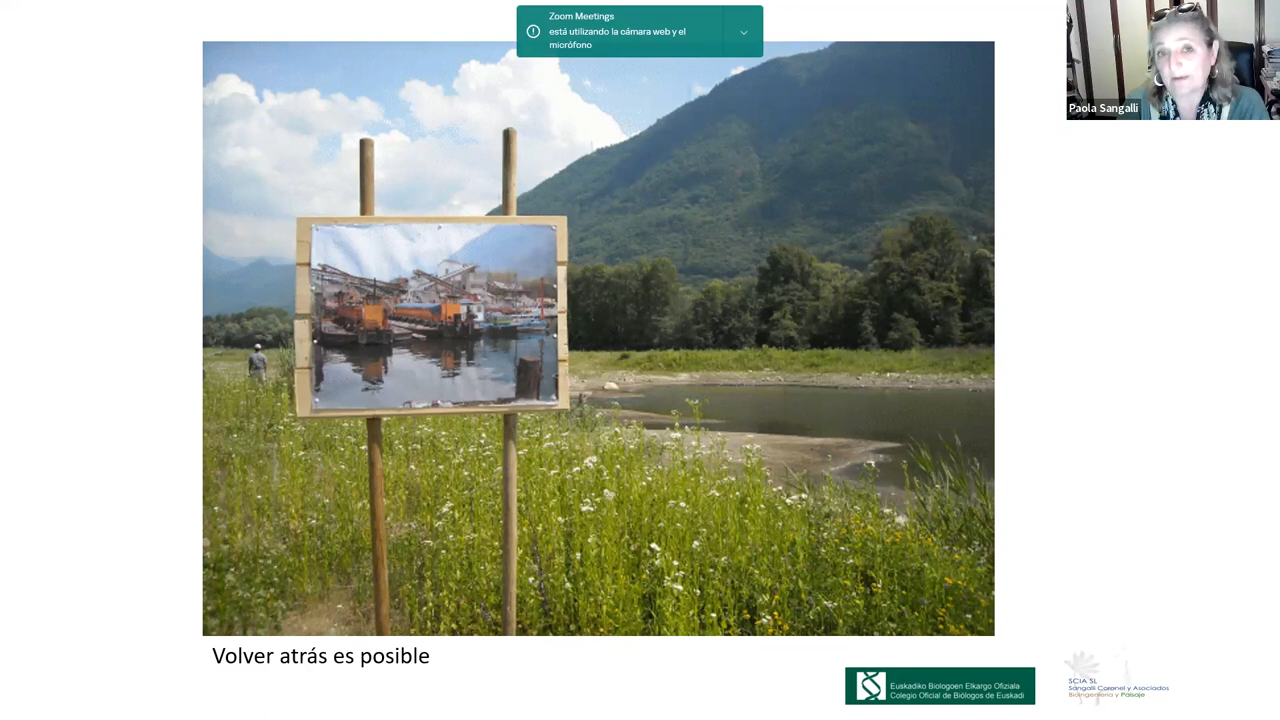 Zoom Meetings
está utilizando la cámara web y el
micrófono
Paola Sangalli
Volver atrás es posible
Euskadiko Biologoen Elkargo Ofiziala
Colegio Oficial de Biólogos de Euskadi
SCIA SL
Sangalli Coronel y Asociados
Bioingeniería y Paisaje